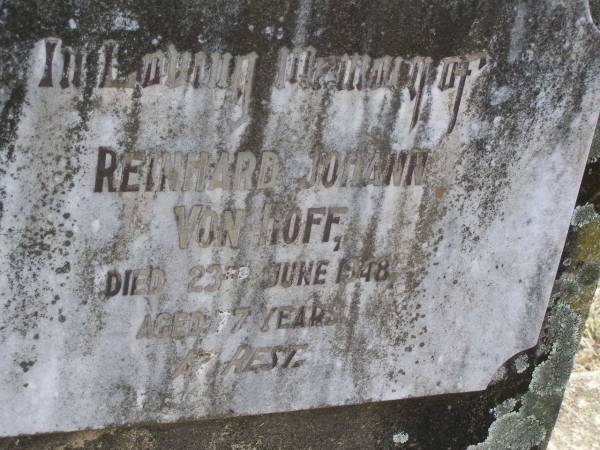 In Loving Memory of
REINHARD JOHANN
VON HOFF,
DIED 23RD JUNE 1948
AGED 77 YEARS
AT REST.